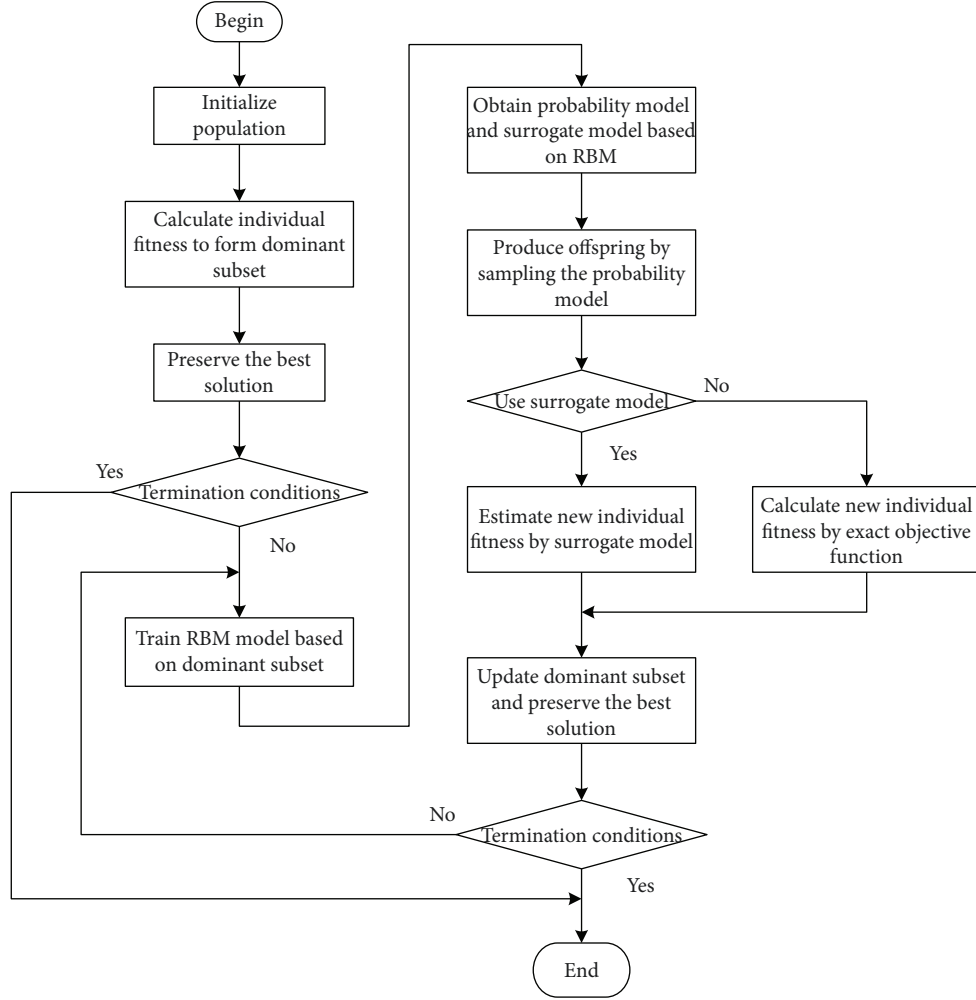 Begin
Initialize
population
Calculate individual
fitness to form dominant
subset
Preserve the best
solution
Yes
Termination conditions
No
Train RBM model based
on dominant subset
Obtain probability model
and surrogate model based
on RBM
Produce offspring by
sampling the probability
model
Use surrogate model
No
Yes
Estimate new individual
fitness by surrogate model
Calculate new individual
fitness by exact objective
function
Update dominant subset
and preserve the best
solution
No
Termination conditions
Yes
End